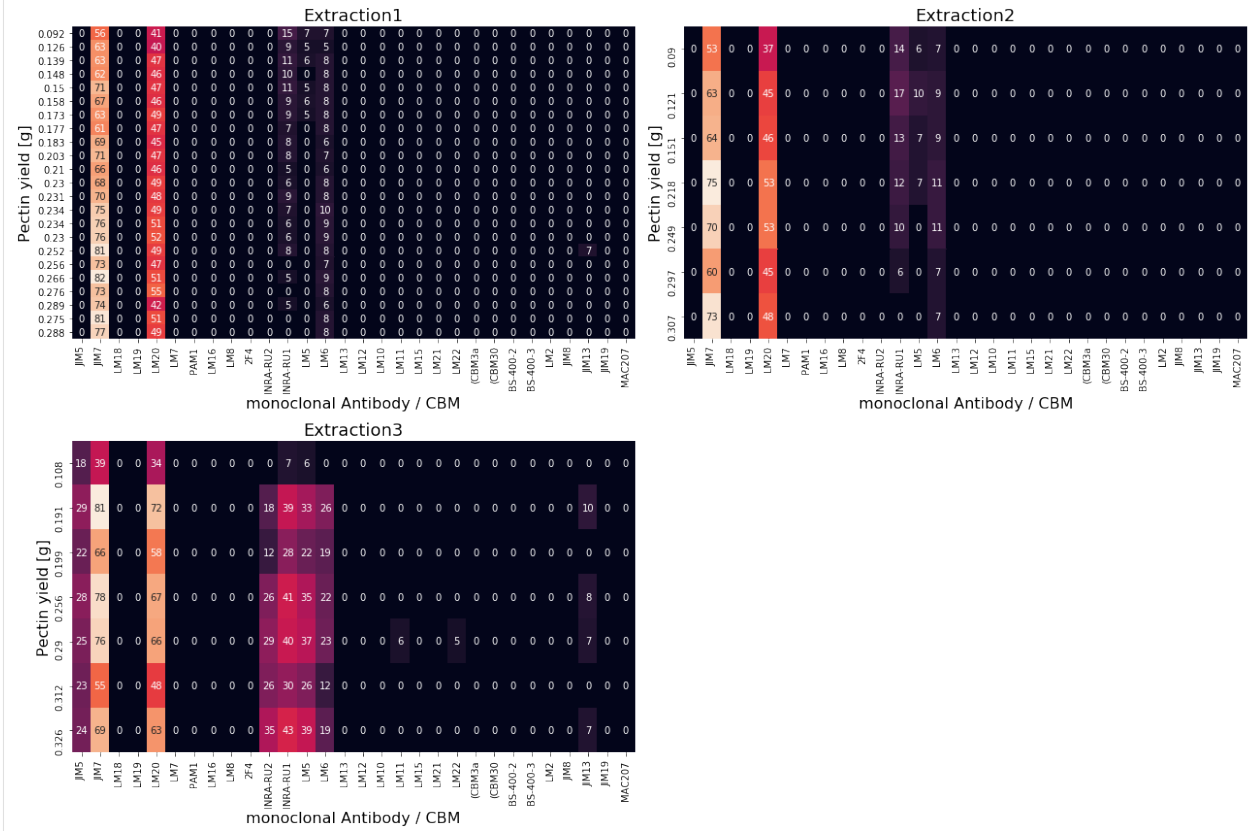 Extraction1
Pectin yield [g]
0.092 0 56 0 0 41 0 0 0 0 0 0 15 7 7 0 0 0 0 0 0 0 0 0 0 0 0 0 0 0 0
0.126 0 63 0 0 40 0 0 0 0 0 0 9 5 5 0 0 0 0 0 0 0 0 0 0 0 0 0 0 0 0
0.139 0 63 0 0 47 0 0 0 0 0 0 11 6 8 0 0 0 0 0 0 0 0 0 0 0 0 0 0 0 0
0.148 0 62 0 0 46 0 0 0 0 0 0 10 0 8 0 0 0 0 0 0 0 0 0 0 0 0 0 0 0 0
0.15 0 71 0 0 47 0 0 0 0 0 0 11 5 8 0 0 0 0 0 0 0 0 0 0 0 0 0 0 0 0
0.158 0 67 0 0 46 0 0 0 0 0 0 9 6 8 0 0 0 0 0 0 0 0 0 0 0 0 0 0 0 0
0.173 0 63 0 0 49 0 0 0 0 0 0 9 5 8 0 0 0 0 0 0 0 0 0 0 0 0 0 0 0 0
0.177 0 61 0 0 47 0 0 0 0 0 0 7 0 8 0 0 0 0 0 0 0 0 0 0 0 0 0 0 0 0
0.183 0 69 0 0 45 0 0 0 0 0 0 8 0 6 0 0 0 0 0 0 0 0 0 0 0 0 0 0 0 0
0.203 0 71 0 0 47 0 0 0 0 0 0 8 0 7 0 0 0 0 0 0 0 0 0 0 0 0 0 0 0 0
0.21 0 66 0 0 46 0 0 0 0 0 0 5 0 6 0 0 0 0 0 0 0 0 0 0 0 0 0 0 0 0
0.23 0 68 0 0 49 0 0 0 0 0 0 6 0 8 0 0 0 0 0 0 0 0 0 0 0 0 0 0 0 0
0.231 0 70 0 0 48 0 0 0 0 0 0 9 0 8 0 0 0 0 0 0 0 0 0 0 0 0 0 0 0 0
0.234 0 75 0 0 49 0 0 0 0 0 0 7 0 10 0 0 0 0 0 0 0 0 0 0 0 0 0 0 0 0
0.234 0 76 0 0 51 0 0 0 0 0 0 6 0 9 0 0 0 0 0 0 0 0 0 0 0 0 0 0 0 0
0.23 0 76 0 0 52 0 0 0 0 0 0 6 0 9 0 0 0 0 0 0 0 0 0 0 0 0 0 0 0 0
0.252 0 81 0 0 49 0 0 0 0 0 0 8 0 8 0 0 0 0 0 0 0 0 0 0 0 0 0 7 0 0
0.256 0 73 0 0 47 0 0 0 0 0 0 0 0 7 0 0 0 0 0 0 0 0 0 0 0 0 0 0 0 0
0.266 0 82 0 0 51 0 0 0 0 0 0 5 0 9 0 0 0 0 0 0 0 0 0 0 0 0 0 0 0 0
0.276 0 73 0 0 55 0 0 0 0 0 0 0 0 8 0 0 0 0 0 0 0 0 0 0 0 0 0 0 0 0
0.289 0 74 0 0 42 0 0 0 0 0 0 5 0 6 0 0 0 0 0 0 0 0 0 0 0 0 0 0 0 0
0.275 0 81 0 0 51 0 0 0 0 0 0 0 0 8 0 0 0 0 0 0 0 0 0 0 0 0 0 0 0 0
0.288 0 77 0 0 49 0 0 0 0 0 0 0 0 8 0 0 0 0 0 0 0 0 0 0 0 0 0 0 0 0
JIM5 JIM7 LM18 LM19 LM20 LM7 PAM1 LM16 LM8 2F4 INRA-RU2 INRA-RU1 LM5 LM6 LM13 LM12 LM10 LM11 LM15 LM21 LM22 (CBM3a (CBM30 BS-400-2 BS-400-3 LM2 JIM8 JIM13 JIM19 MAC207
monoclonal Antibody / CBM
Extraction2
Pectin yield [g]
0.09 0 53 0 0 37 0 0 0 0 0 0 14 6 7 0 0 0 0 0 0 0 0 0 0 0 0 0 0 0 0
0.121 0 63 0 0 45 0 0 0 0 0 0 17 10 9 0 0 0 0 0 0 0 0 0 0 0 0 0 0 0 0
0.151 0 64 0 0 46 0 0 0 0 0 0 13 7 9 0 0 0 0 0 0 0 0 0 0 0 0 0 0 0 0
0.218 0 75 0 0 53 0 0 0 0 0 0 12 7 11 0 0 0 0 0 0 0 0 0 0 0 0 0 0 0 0
0.249 0 70 0 0 53 0 0 0 0 0 0 10 0 11 0 0 0 0 0 0 0 0 0 0 0 0 0 0 0 0
0.297 0 60 0 0 45 0 0 0 0 0 0 6 0 7 0 0 0 0 0 0 0 0 0 0 0 0 0 0 0 0
0.307 0 73 0 0 48 0 0 0 0 0 0 0 0 7 0 0 0 0 0 0 0 0 0 0 0 0 0 0 0 0
JIM5 JIM7 LM18 LM19 LM20 LM7 PAM1 LM16 LM8 2F4 INRA-RU2 INRA-RU1 LM5 LM6 LM13 LM12 LM10 LM11 LM15 LM21 LM22 (CBM3a (CBM30 BS-400-2 BS-400-3 LM2 JIM8 JIM13 JIM19 MAC207
monoclonal Antibody / CBM
Extraction3
Pectin yield [g]
0.108 18 39 0 0 34 0 0 0 0 0 0 7 6 0 0 0 0 0 0 0 0 0 0 0 0 0 0 0 0 0
0.191 29 81 0 0 72 0 0 0 0 0 18 39 33 26 0 0 0 0 0 0 0 0 0 0 0 0 0 10 0 0
0.199 22 66 0 0 58 0 0 0 0 0 12 28 22 19 0 0 0 0 0 0 0 0 0 0 0 0 0 0 0 0
0.256 28 78 0 0 67 0 0 0 0 0 26 41 35 22 0 0 0 0 0 0 0 0 0 0 0 0 0 8 0 0
0.29 25 76 0 0 66 0 0 0 0 0 29 40 37 23 0 0 0 6 0 0 5 0 0 0 0 0 0 7 0 0
0.312 23 55 0 0 48 0 0 0 0 0 26 30 26 12 0 0 0 0 0 0 0 0 0 0 0 0 0 0 0 0
0.326 24 69 0 0 63 0 0 0 0 0 35 43 39 19 0 0 0 0 0 0 0 0 0 0 0 0 0 7 0 0
JIM5 JIM7 LM18 LM19 LM20 LM7 PAM1 LM16 LM8 2F4 INRA-RU2 INRA-RU1 LM5 LM6 LM13 LM12 LM10 LM11 LM15 LM21 LM22 (CBM3a (CBM30 BS-400-2 BS-400-3 LM2 JIM8 JIM13 JIM19 MAC207
monoclonal Antibody / CBM